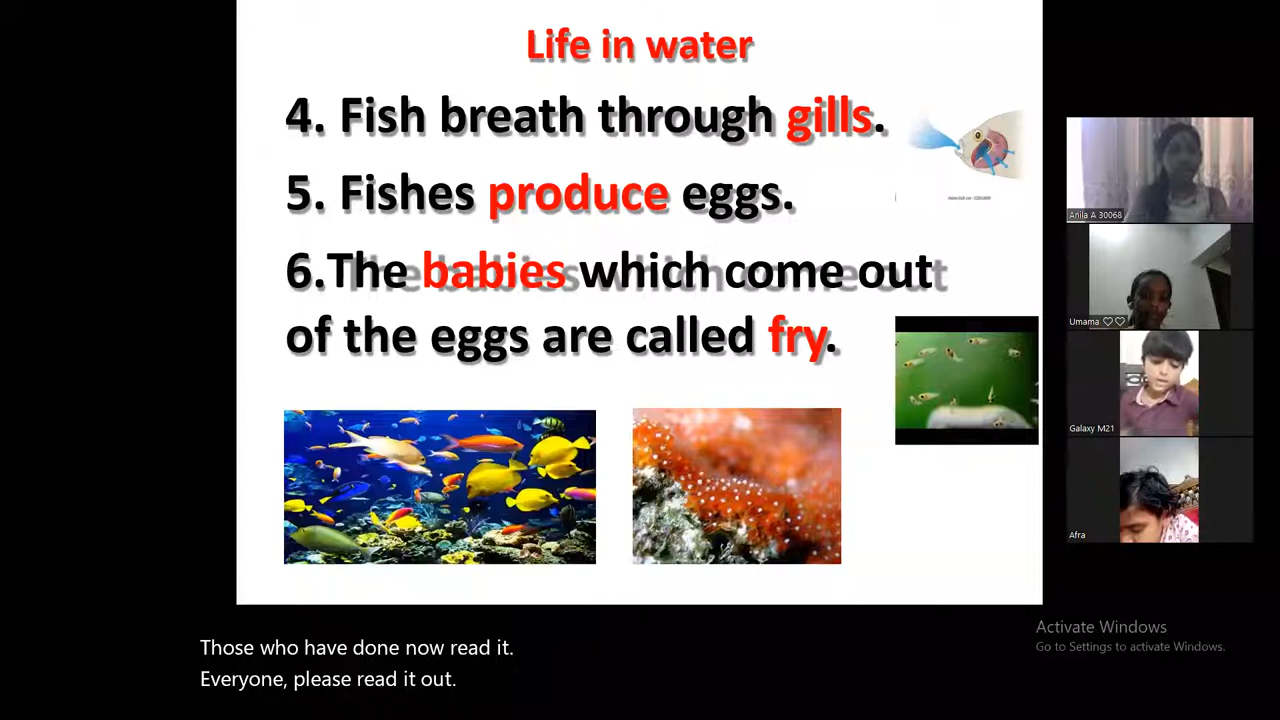 Life in water
4. Fish breath through gills.
5. Fishes produce eggs.
6.The babies which come out
of the eggs are called fry.
Anila A 30068
Umama ♡♡
Galaxy M21
Afra
Those who have done now read it.
Everyone, please read it out.
Activate Windows
Go to Settings to activate Windows.